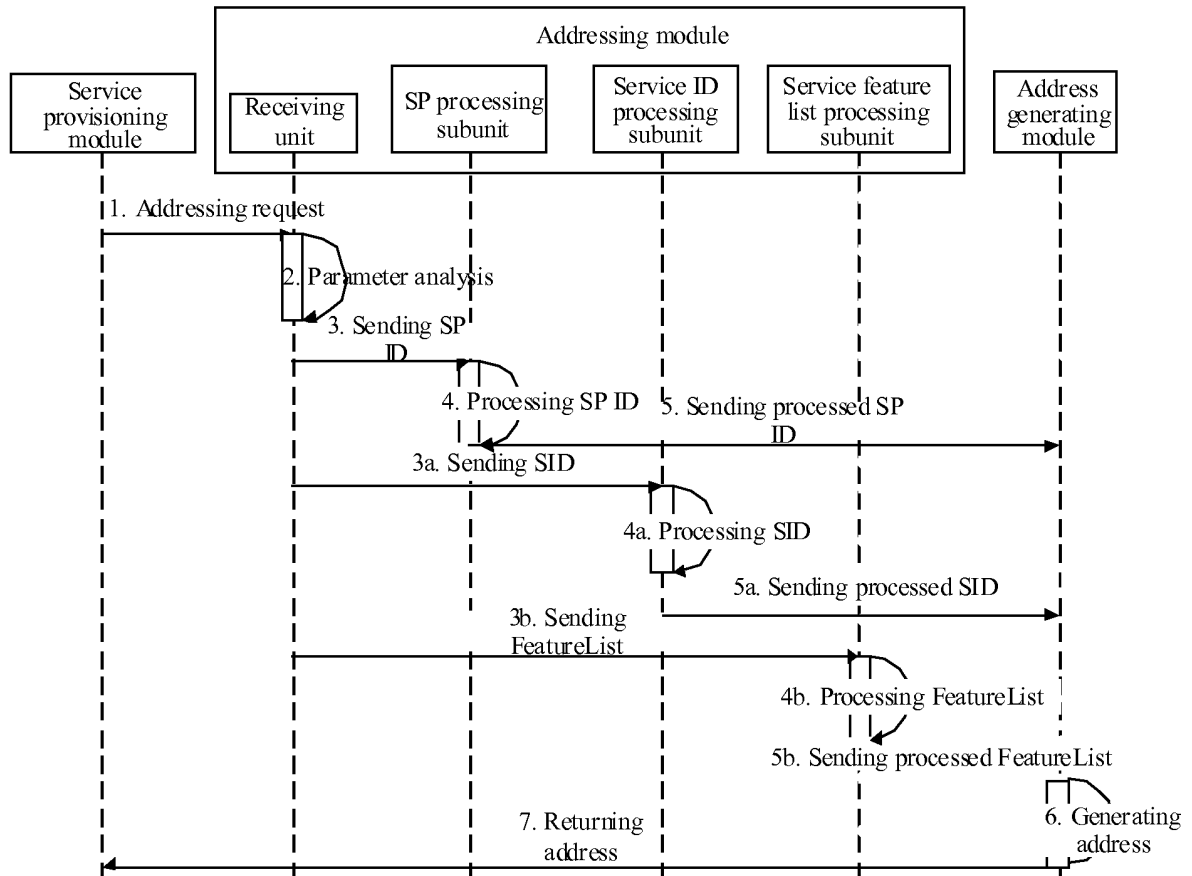 Addressing module
Service
provisioning
module
Receiving
unit
SP processing
subunit
Service ID
processing
subunit
Service feature
list processing
subunit
Address
generating
module
1. Addressing request
2. Parameter analysis
3. Sending SP
ID
4. Processing SP ID
5. Sending processed SP
ID
3a. Sending SID
4a. Processing SID
5a. Sending processed SID
3b. Sending
FeatureList
4b. Processing FeatureList
5b. Sending processed FeatureList
6. Generating
address
7. Returning
address